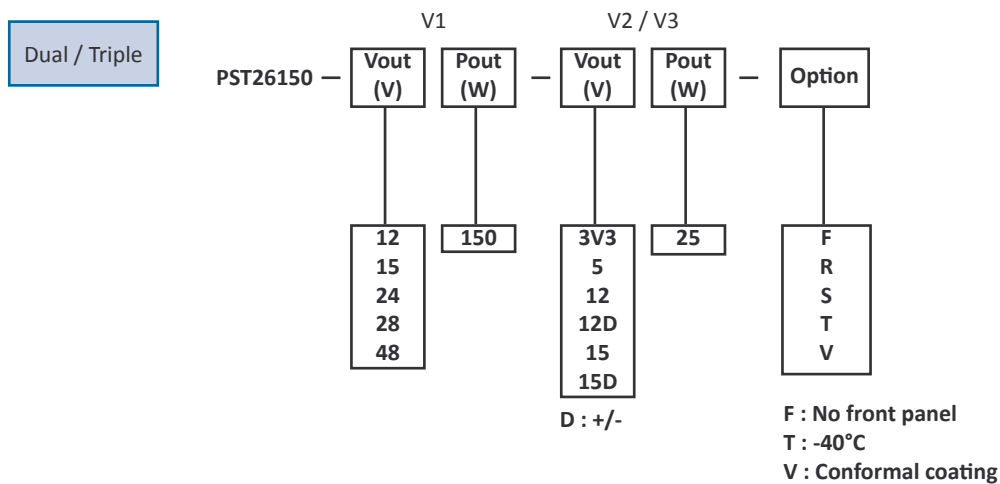 V1
V2 / V3
Dual / Triple
PST26150 — Vout (V) Pout (W) — Vout (V) Pout (W) — Option
12
15
24
28
48
150
3V3
5
12
12D
15
15D
25
F
R
S
T
V
D : +/-
F : No front panel
T : -40°C
V : Conformal coating